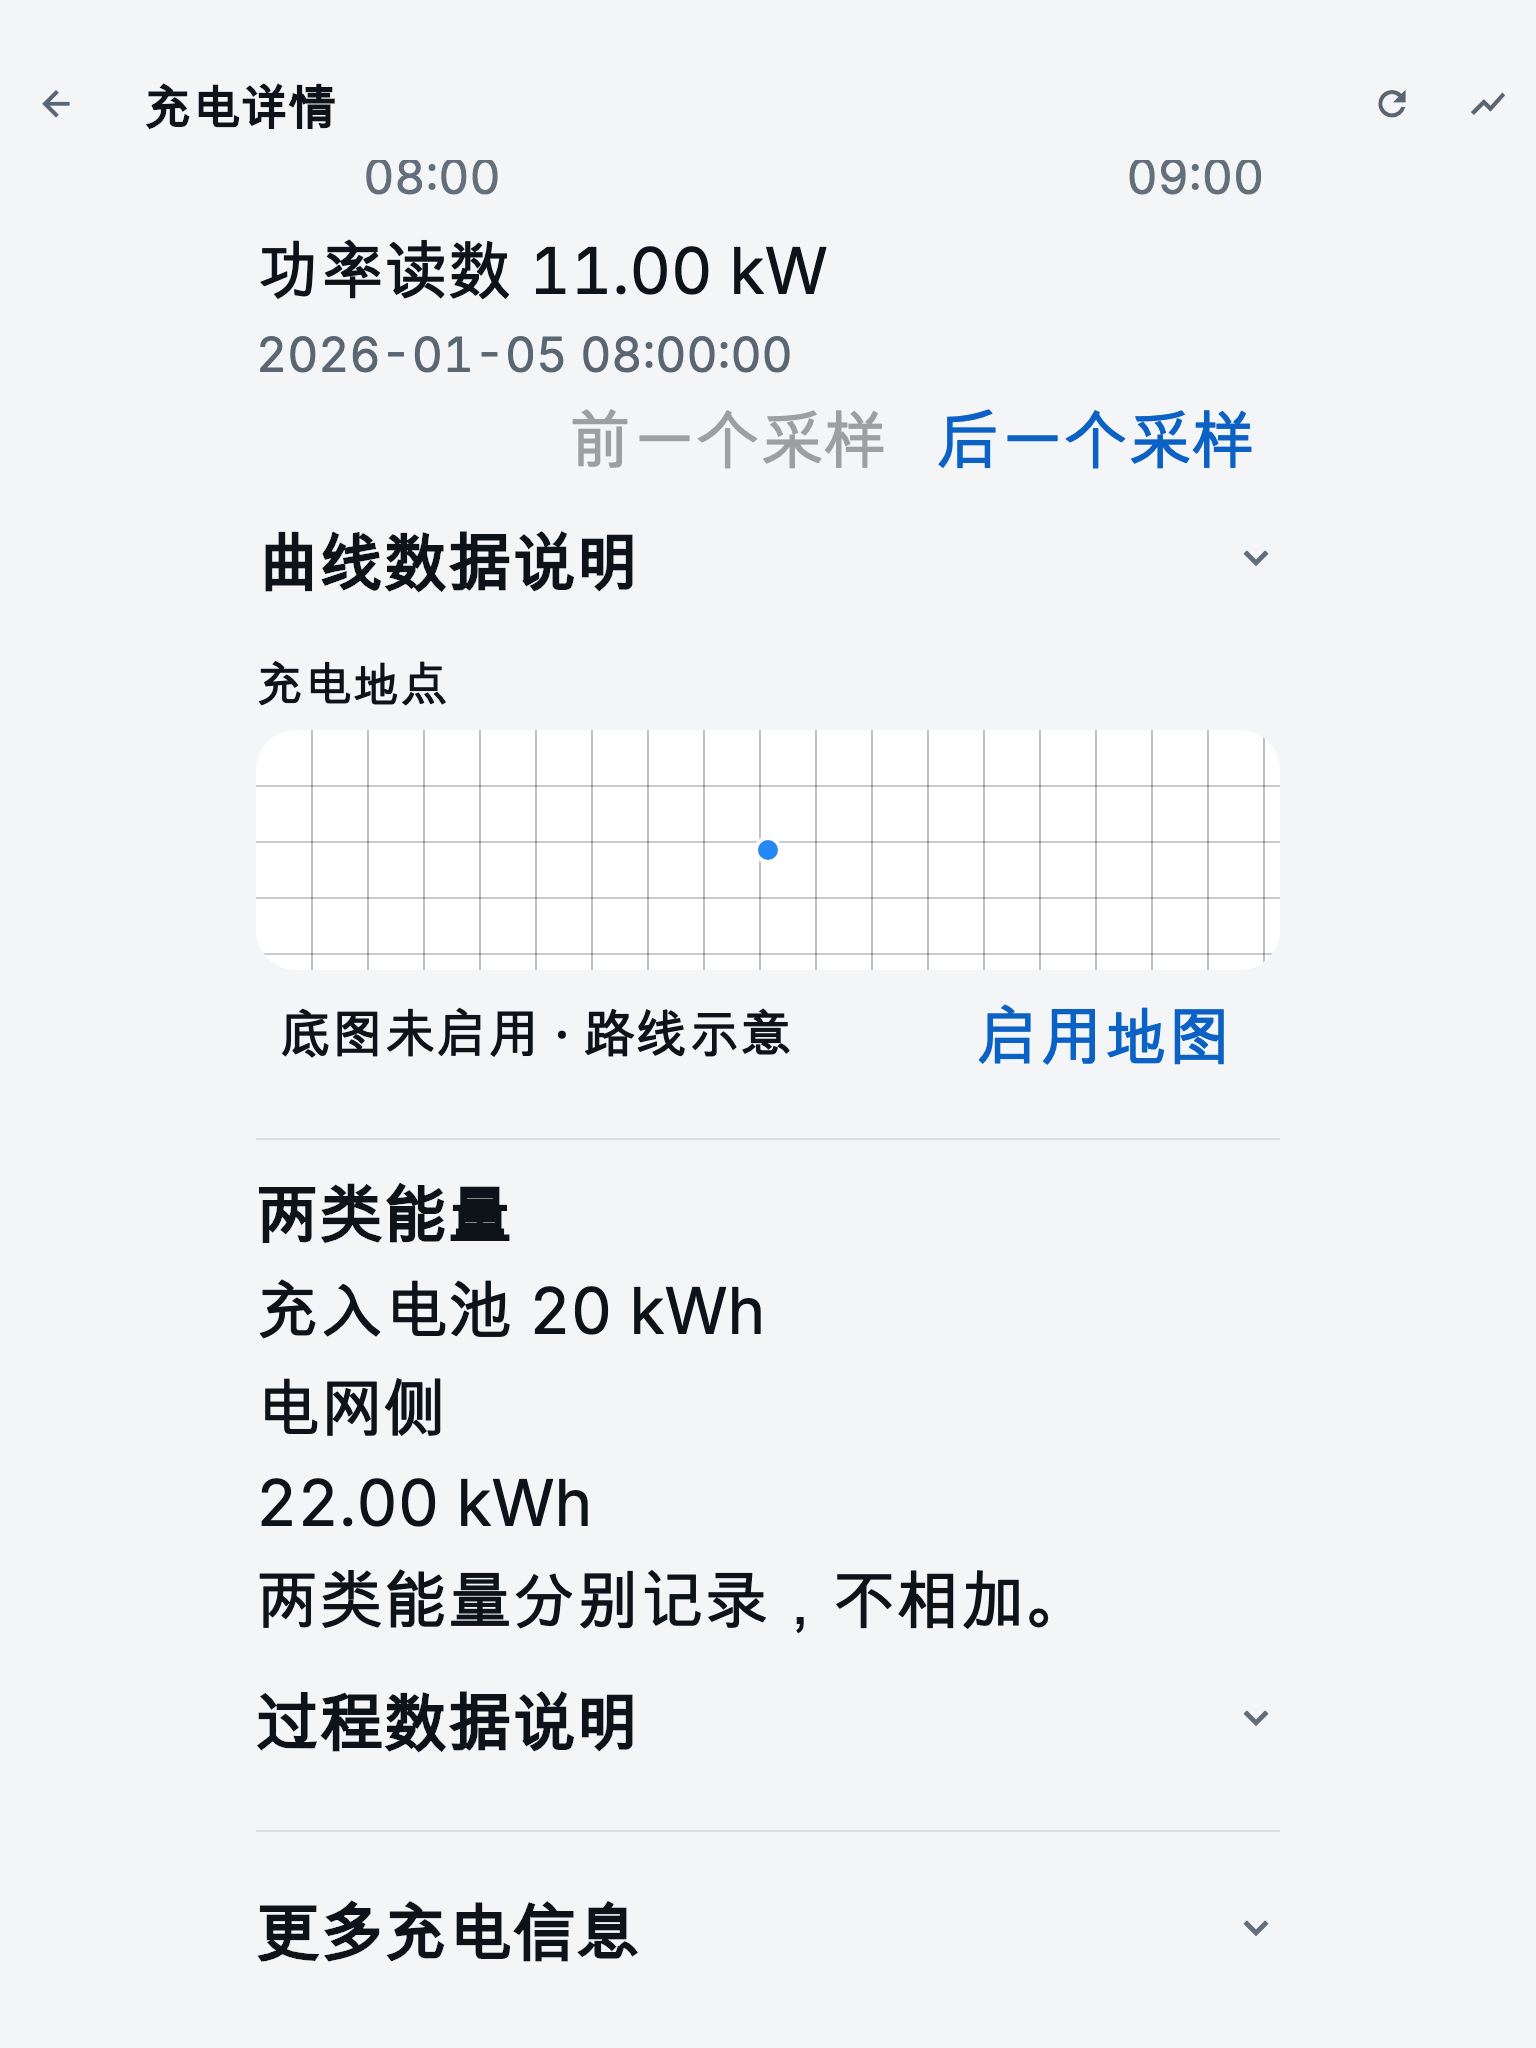 充电详情
08:00 09:00
功率读数 11.00 kW
2026-01-05 08:00:00
前一个采样 后一个采样
曲线数据说明
充电地点
底图未启用 · 路线示意 启用地图
两类能量
充入电池 20 kWh
电网侧
22.00 kWh
两类能量分别记录，不相加。
过程数据说明
更多充电信息